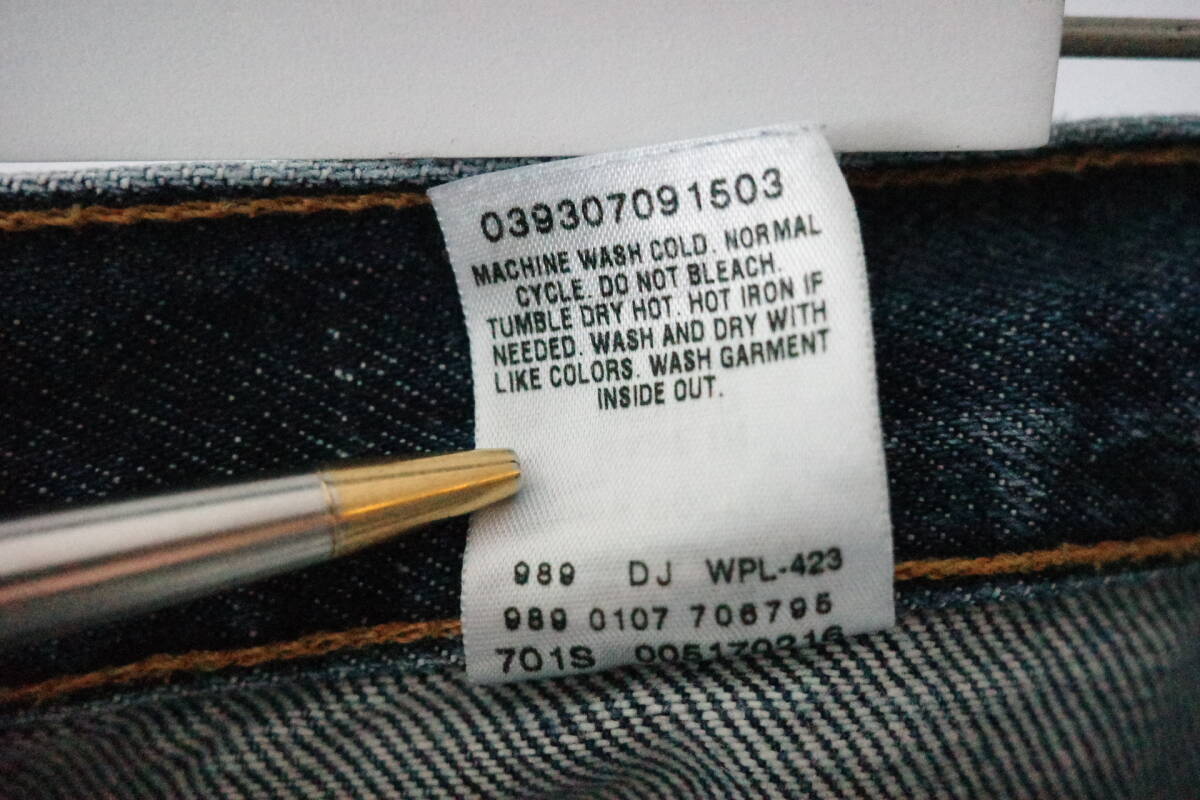 039307091503
MACHINE WASH COLD. NORMAL
CYCLE. DO NOT BLEACH.
TUMBLE DRY HOT. HOT IRON IF
NEEDED. WASH AND DRY WITH
LIKE COLORS. WASH GARMENT
INSIDE OUT.
989 DJ WPL-423
989 0107 706795
701S